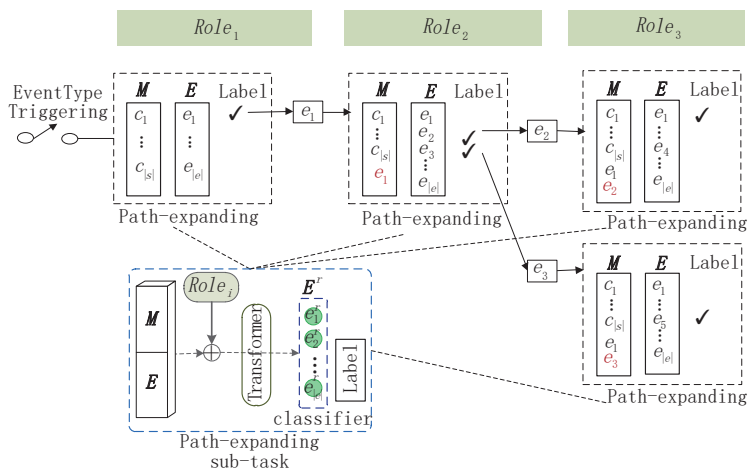 Role₁ Role₂ Role₃
EventType
Triggering
M E Label
c₁ e₁ ✓
⋮ ⋮
c|s| e|e|
Path-expanding
e₁
M E Label
c₁ e₁
⋮ e₂ ✓
c|s| e₃ ✓
e₁ ⋮
e|e|
Path-expanding
e₂
M E Label
c₁ e₁ ✓
⋮ ⋮
c|s| e₄
e₁ ⋮
e₂ e|e|
Path-expanding
e₃
M E Label
c₁ e₁
⋮ ⋮
c|s| e₅ ✓
e₁ ⋮
e₃ e|e|
Path-expanding
M
E
Roleᵢ
Transformer
Eʳ
e₁ʳ
e₂ʳ
⋮
Label
classifier
Path-expanding
sub-task